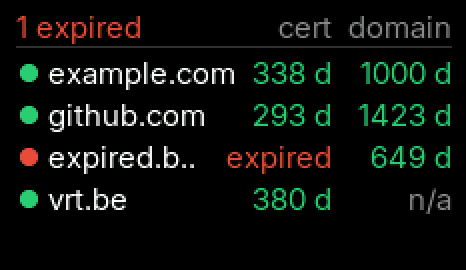 1 expired cert domain
example.com 338 d 1000 d
github.com 293 d 1423 d
expired.b.. expired 649 d
vrt.be 380 d n/a